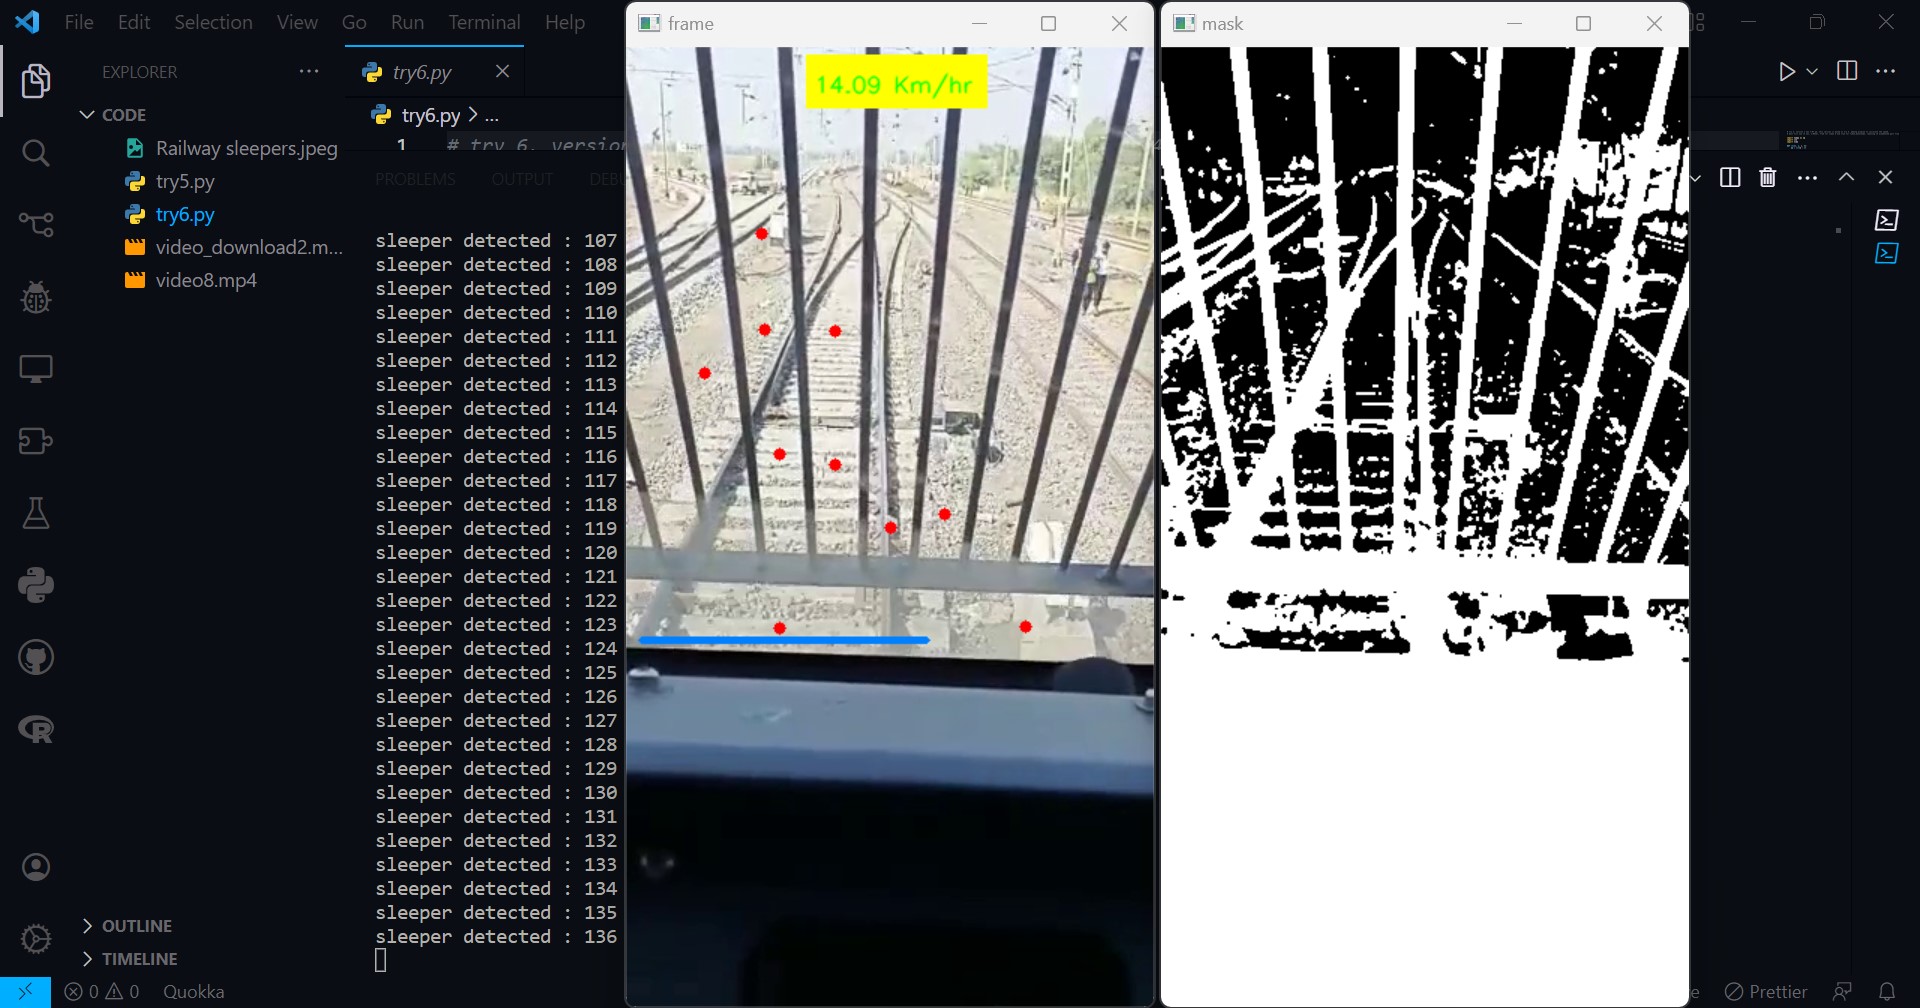 File Edit Selection View Go Run Terminal Help
frame
mask
EXPLORER
try6.py
CODE
try6.py > ...
Railway sleepers.jpeg
1 # try 6, version
try5.py
PROBLEMS OUTPUT
try6.py
video_download2.m...
video8.mp4
14.09 Km/hr
sleeper detected : 107
sleeper detected : 108
sleeper detected : 109
sleeper detected : 110
sleeper detected : 111
sleeper detected : 112
sleeper detected : 113
sleeper detected : 114
sleeper detected : 115
sleeper detected : 116
sleeper detected : 117
sleeper detected : 118
sleeper detected : 119
sleeper detected : 120
sleeper detected : 121
sleeper detected : 122
sleeper detected : 123
sleeper detected : 124
sleeper detected : 125
sleeper detected : 126
sleeper detected : 127
sleeper detected : 128
sleeper detected : 129
sleeper detected : 130
sleeper detected : 131
sleeper detected : 132
sleeper detected : 133
sleeper detected : 134
sleeper detected : 135
sleeper detected : 136
OUTLINE
TIMELINE
0 0 Quokka
Prettier